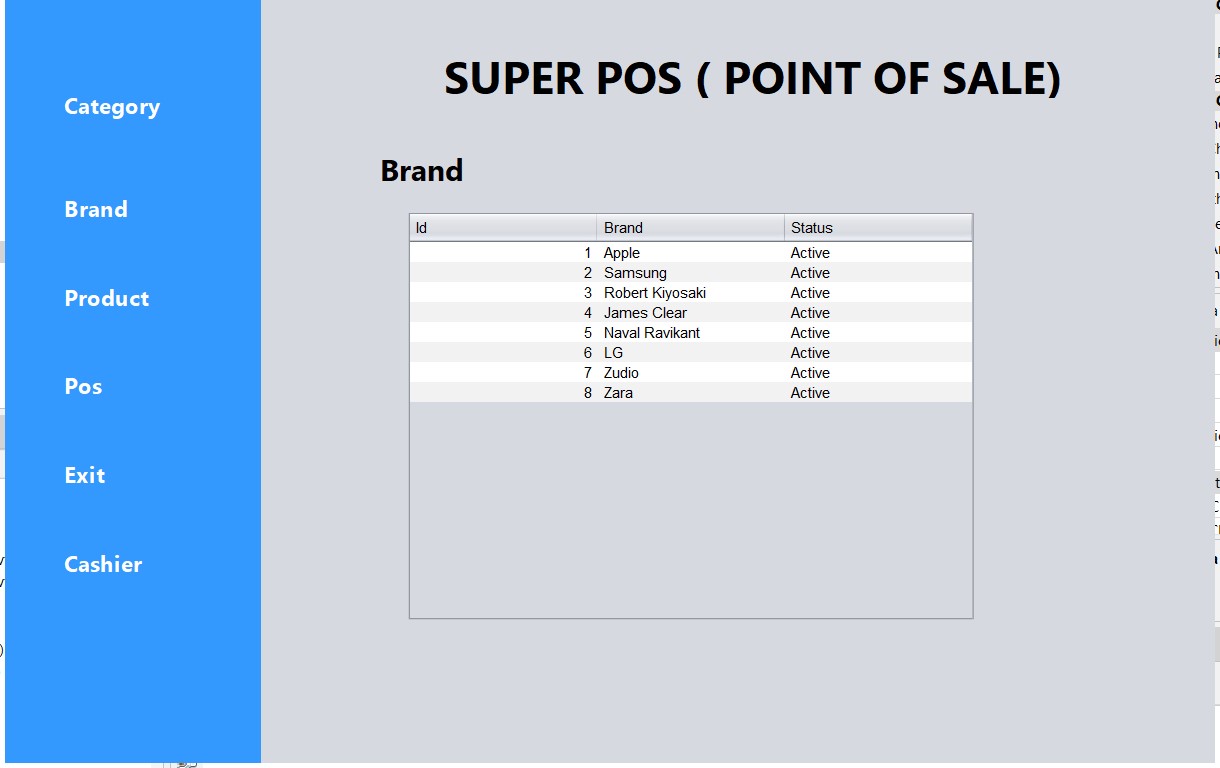 SUPER POS ( POINT OF SALE)
Category
Brand
Product
Pos
Exit
Cashier
Brand
Id Brand Status
1 Apple Active
2 Samsung Active
3 Robert Kiyosaki Active
4 James Clear Active
5 Naval Ravikant Active
6 LG Active
7 Zudio Active
8 Zara Active